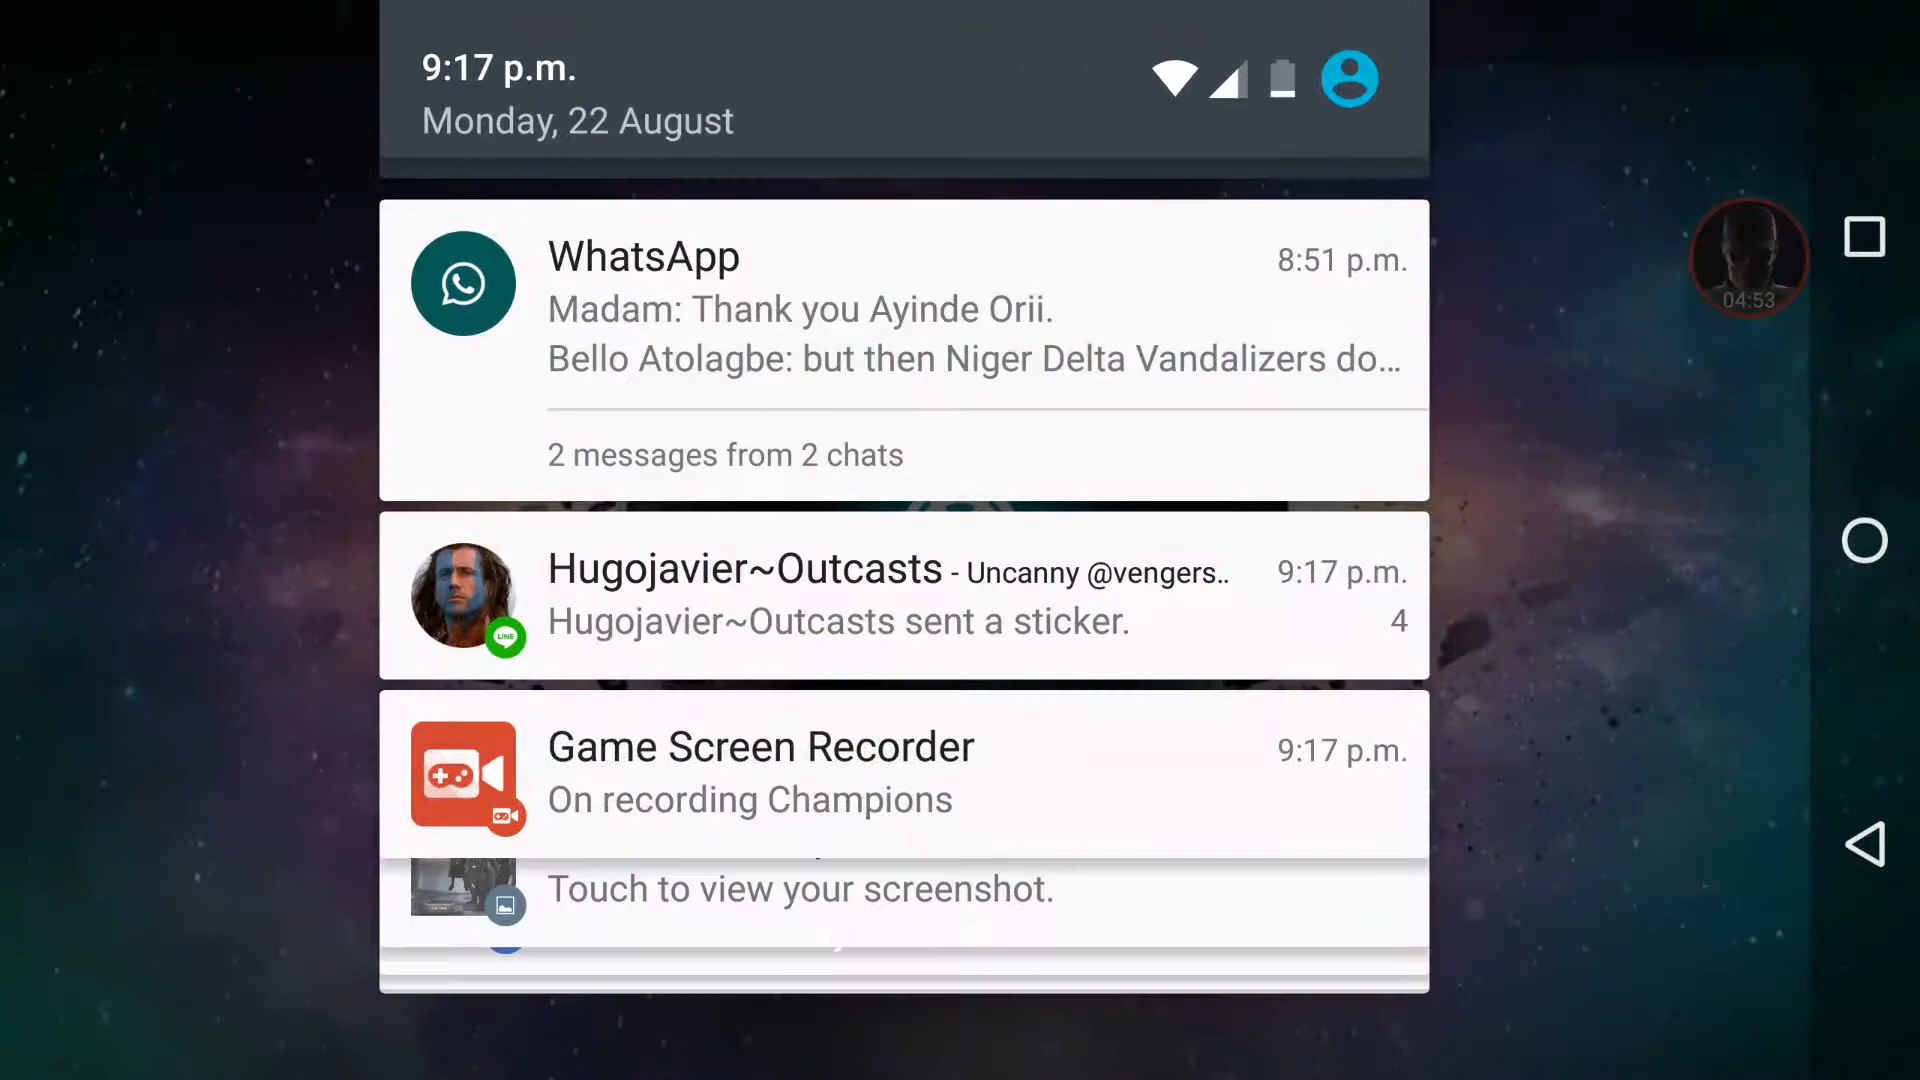 9:17 p.m.
Monday, 22 August
WhatsApp
8:51 p.m.
Madam: Thank you Ayinde Orii.
Bello Atolagbe: but then Niger Delta Vandalizers do...
2 messages from 2 chats
04:53
Hugojavier~Outcasts - Uncanny @vengers..
9:17 p.m.
Hugojavier~Outcasts sent a sticker.
4
LINE
Game Screen Recorder
9:17 p.m.
On recording Champions
Touch to view your screenshot.